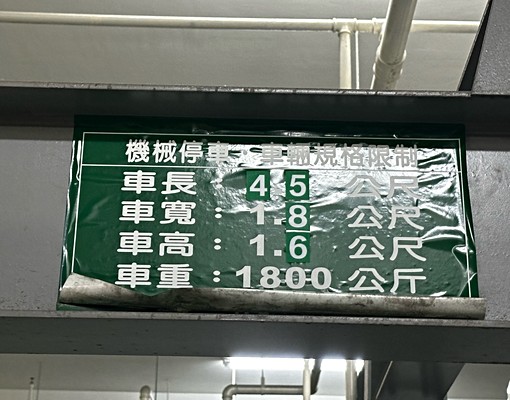 機械停車 車輛規格限制
車長 4.5 公尺
車寬：1.8 公尺
車高：1.6 公尺
車重：1800 公斤